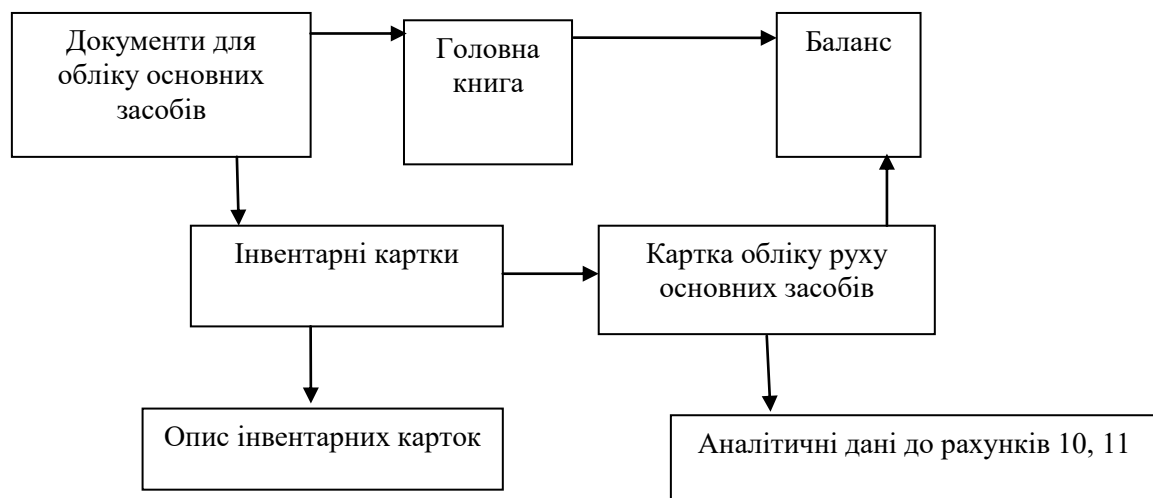 Документи для
обліку основних
засобів
Головна
книга
Баланс
Інвентарні картки
Картка обліку руху
основних засобів
Опис інвентарних карток
Аналітичні дані до рахунків 10, 11